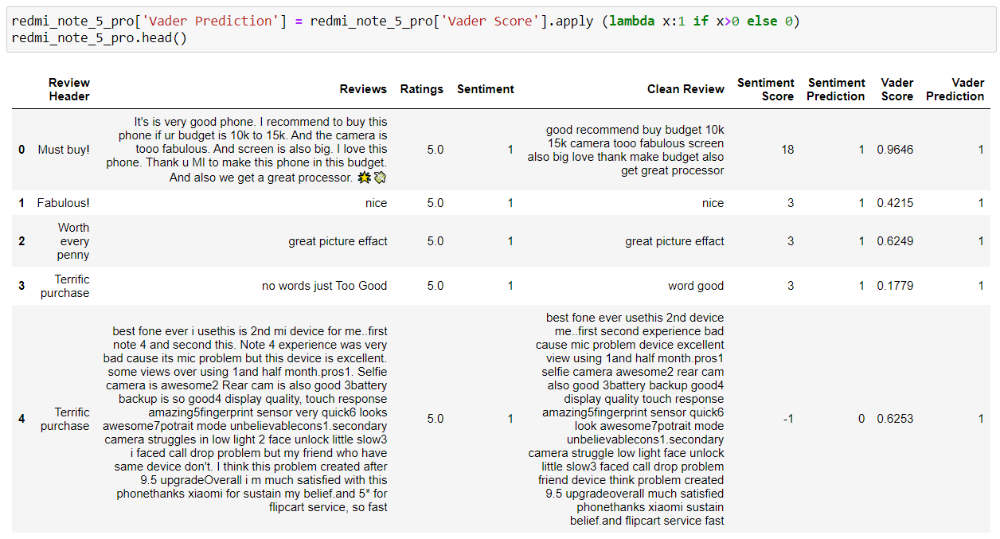 redmi_note_5_pro['Vader Prediction'] = redmi_note_5_pro['Vader Score'].apply (lambda x:1 if x>0 else 0)
redmi_note_5_pro.head()
Review Header Reviews Ratings Sentiment Clean Review Sentiment Score Sentiment Prediction Vader Score Vader Prediction
0 Must buy!
It's is very good phone. I recommend to buy this
phone if ur budget is 10k to 15k. And the camera is
tooo fabulous. And screen is also big. I love this
phone. Thank u MI to make this phone in this budget.
And also we get a great processor.
5.0 1
good recommend buy budget 10k
15k camera tooo fabulous screen
also big love thank make budget also
get great processor
18 1 0.9646 1
1 Fabulous! nice 5.0 1 nice 3 1 0.4215 1
2 Worth
every
penny
great picture effact 5.0 1 great picture effact 3 1 0.6249 1
3 Terrific
purchase
no words just Too Good 5.0 1 word good 3 1 0.1779 1
4 Terrific
purchase
best fone ever i usethis is 2nd mi device for me..first
note 4 and second this. Note 4 experience was very
bad cause its mic problem but this device is excellent.
some views over using 1and half month.pros1. Selfie
camera is awesome2 Rear cam is also good 3battery
backup is so good4 display quality, touch response
amazing5fingerprint sensor very quick6 looks
awesome7potrait mode unbelievablecons1.secondary
camera struggles in low light 2 face unlock little slow3
i faced call drop problem but my friend who have
same device don't. I think this problem created after
9.5 upgradeOverall i m much satisfied with this
phonethanks xiaomi for sustain my belief.and 5* for
flipcart service, so fast
5.0 1
best fone ever usethis 2nd device
me..first second experience bad
cause mic problem device excellent
view using 1and half month.pros1
selfie camera awesome2 rear cam
also good 3battery backup good4
display quality touch response
amazing5fingerprint sensor quick6
look awesome7potrait mode
unbelievablecons1.secondary
camera struggle low light face unlock
little slow3 faced call drop problem
friend device think problem created
9.5 upgradeoverall much satisfied
phonethanks xiaomi sustain
belief.and flipcart service fast
-1 0 0.6253 1